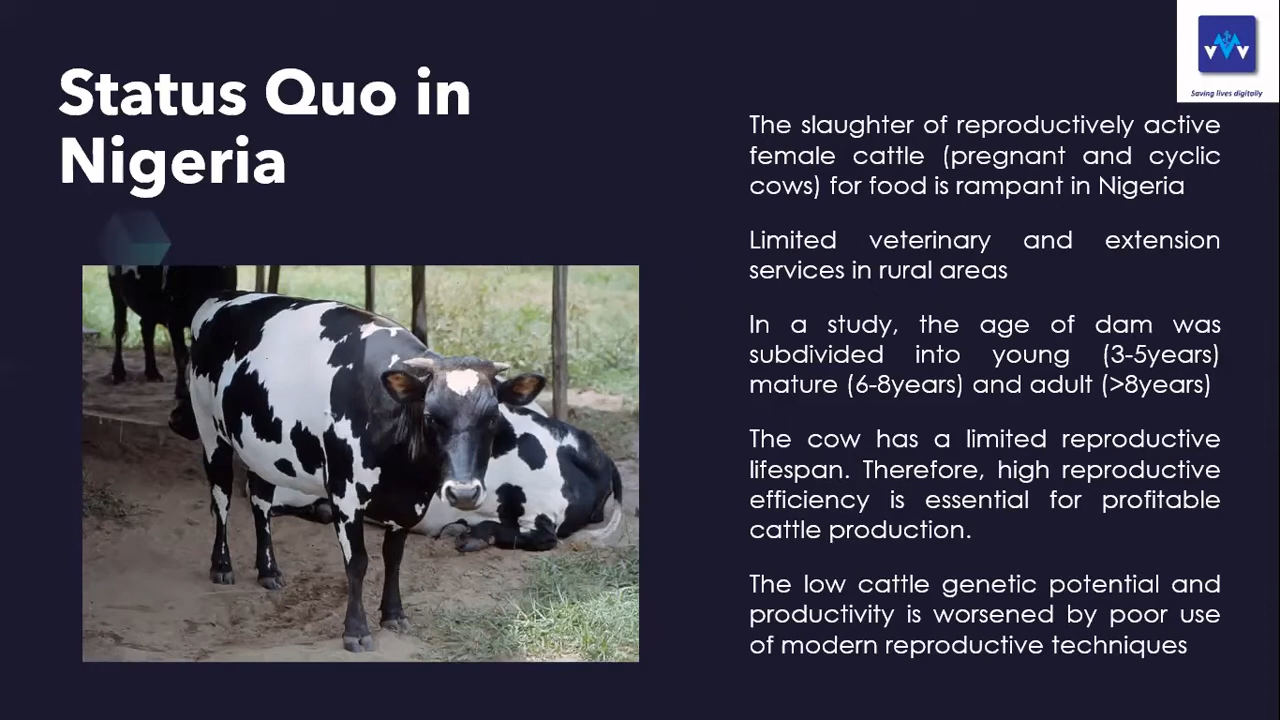 Status Quo in
Nigeria
VVV
Saving lives digitally
The slaughter of reproductively active
female cattle (pregnant and cyclic
cows) for food is rampant in Nigeria
Limited veterinary and extension
services in rural areas
In a study, the age of dam was
subdivided into young (3-5years)
mature (6-8years) and adult (>8years)
The cow has a limited reproductive
lifespan. Therefore, high reproductive
efficiency is essential for profitable
cattle production.
The low cattle genetic potential and
productivity is worsened by poor use
of modern reproductive techniques